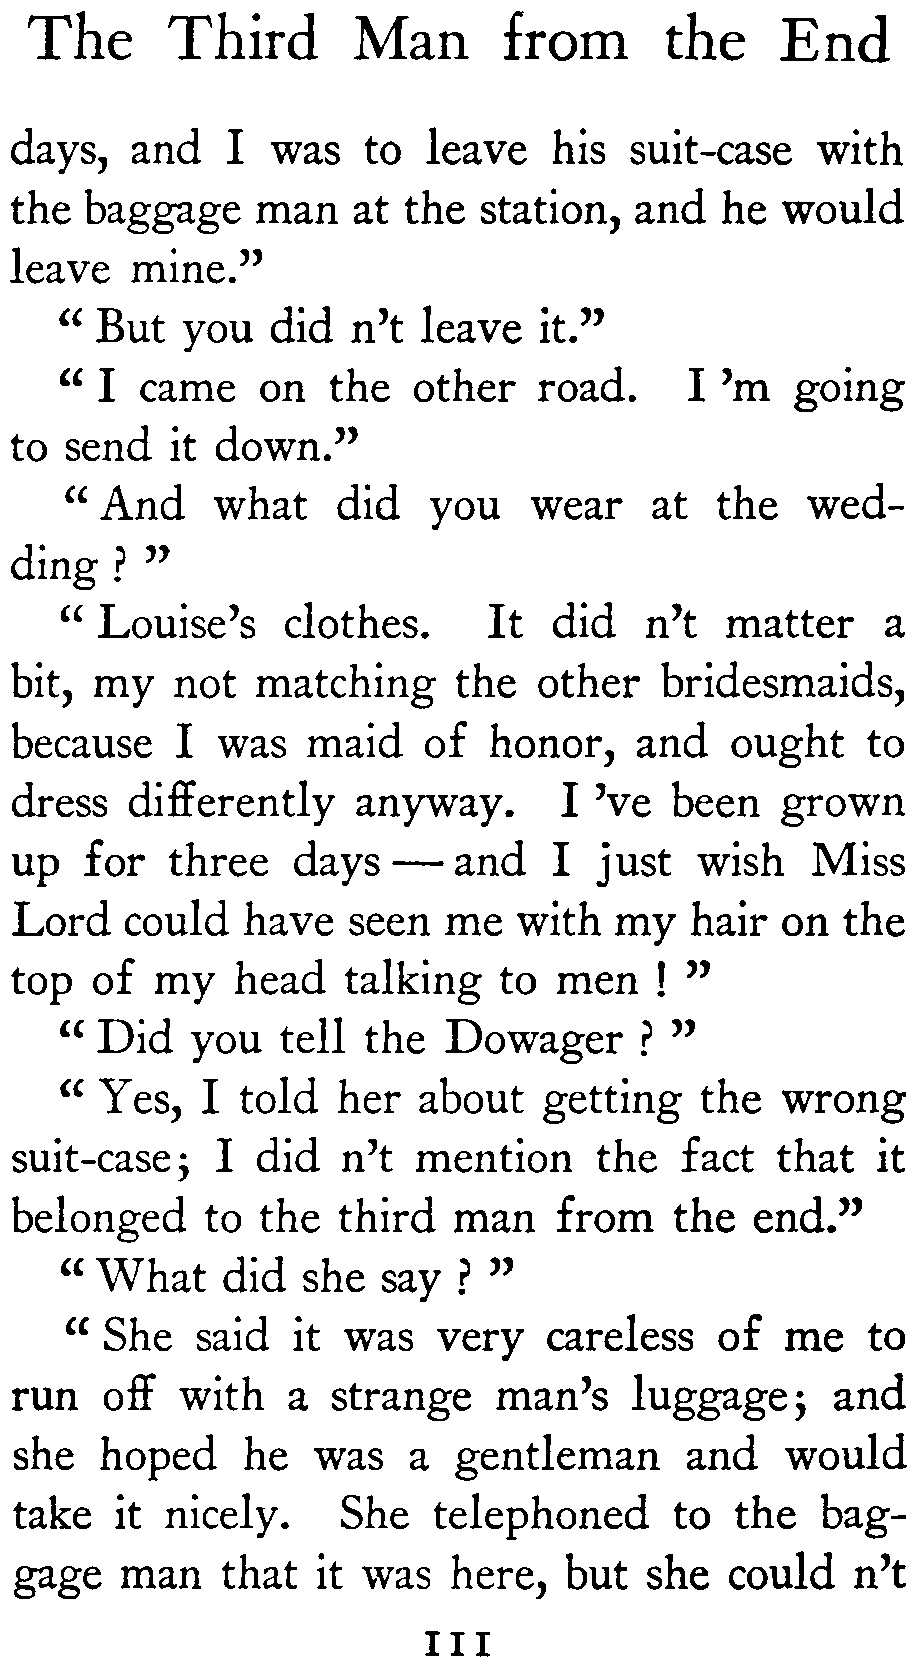 The Third Man from the End
days, and I was to leave his suit-case with
the baggage man at the station, and he would
leave mine.”
“ But you did n’t leave it.”
“ I came on the other road. I ’m going
to send it down.”
“ And what did you wear at the wed-
ding ? ”
“ Louise’s clothes. It did n’t matter a
bit, my not matching the other bridesmaids,
because I was maid of honor, and ought to
dress differently anyway. I ’ve been grown
up for three days — and I just wish Miss
Lord could have seen me with my hair on the
top of my head talking to men ! ”
“ Did you tell the Dowager ? ”
“ Yes, I told her about getting the wrong
suit-case; I did n’t mention the fact that it
belonged to the third man from the end.”
“ What did she say ? ”
“ She said it was very careless of me to
run off with a strange man’s luggage; and
she hoped he was a gentleman and would
take it nicely. She telephoned to the bag-
gage man that it was here, but she could n’t
111